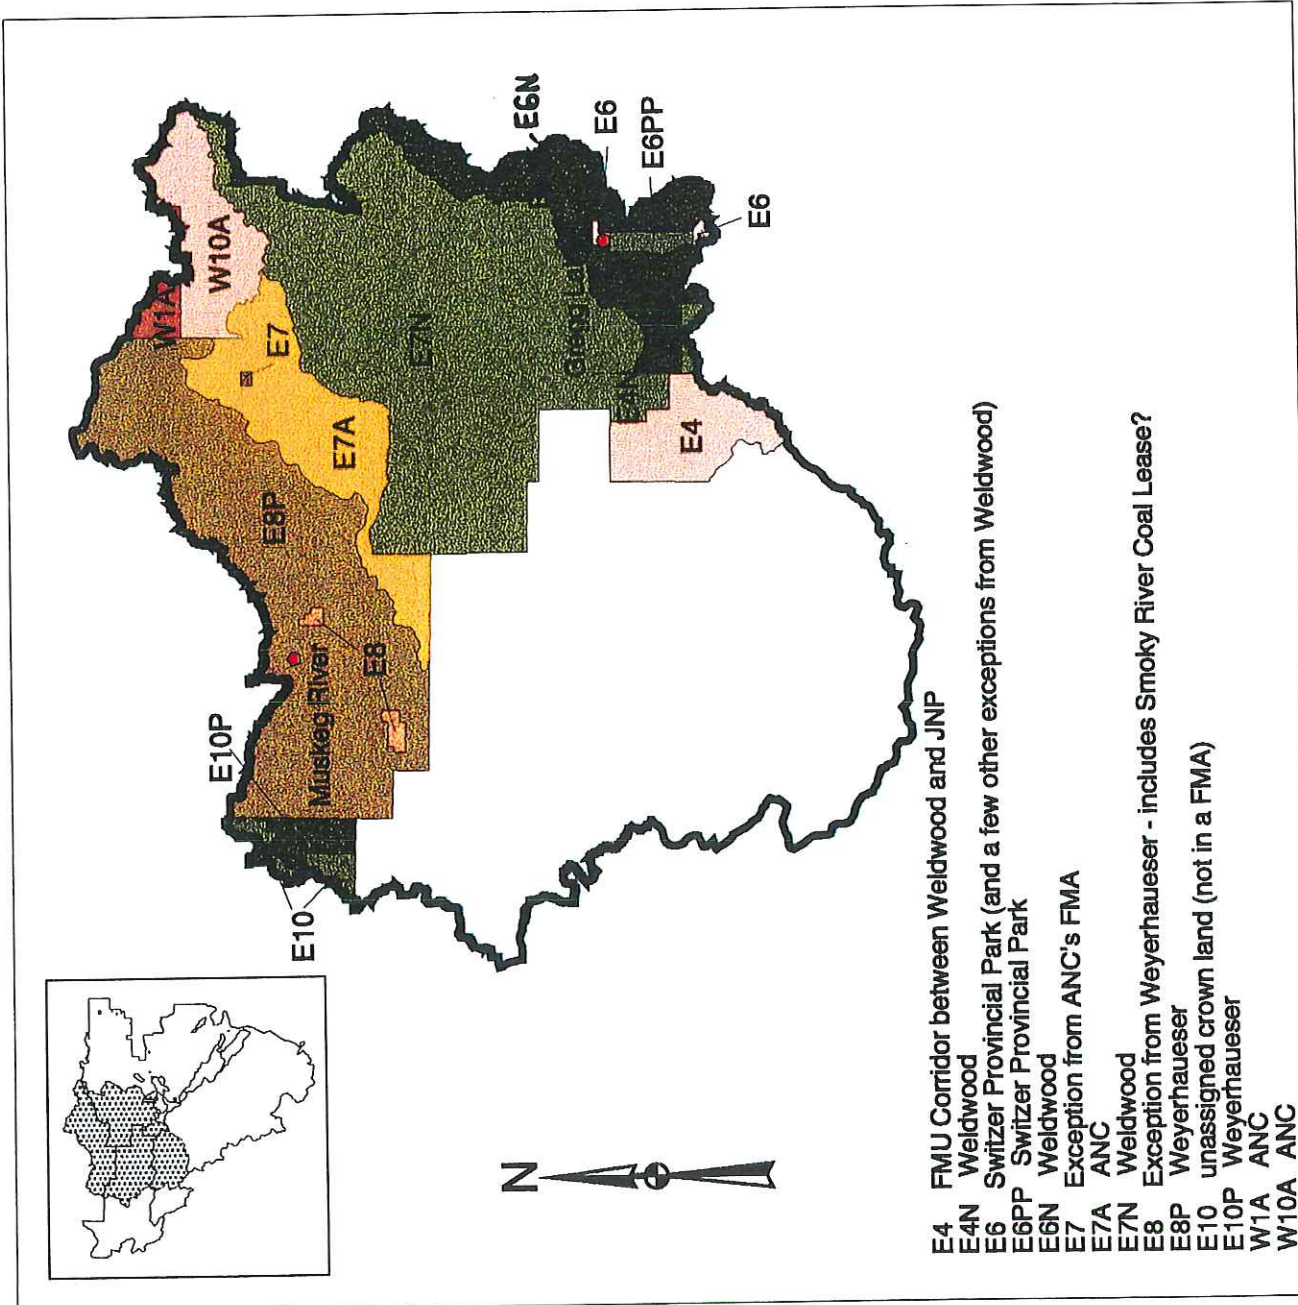 E10P
E10
Muskeg River
E8
E8P
E7A
E7
W1A
W10A
E7N
E4N
E4
E6N
E6
E6PP
E6
N
E4 FMU Corridor between Weldwood and JNP
E4N Weldwood
E6 Switzer Provincial Park (and a few other exceptions from Weldwood)
E6PP Switzer Provincial Park
E6N Weldwood
E7 Exception from ANC's FMA
E7A ANC
E7N Weldwood
E8 Exception from Weyerhaueser - includes Smoky River Coal Lease?
E8P Weyerhaueser
E10 unassigned crown land (not in a FMA)
E10P Weyerhaueser
W1A ANC
W10A ANC